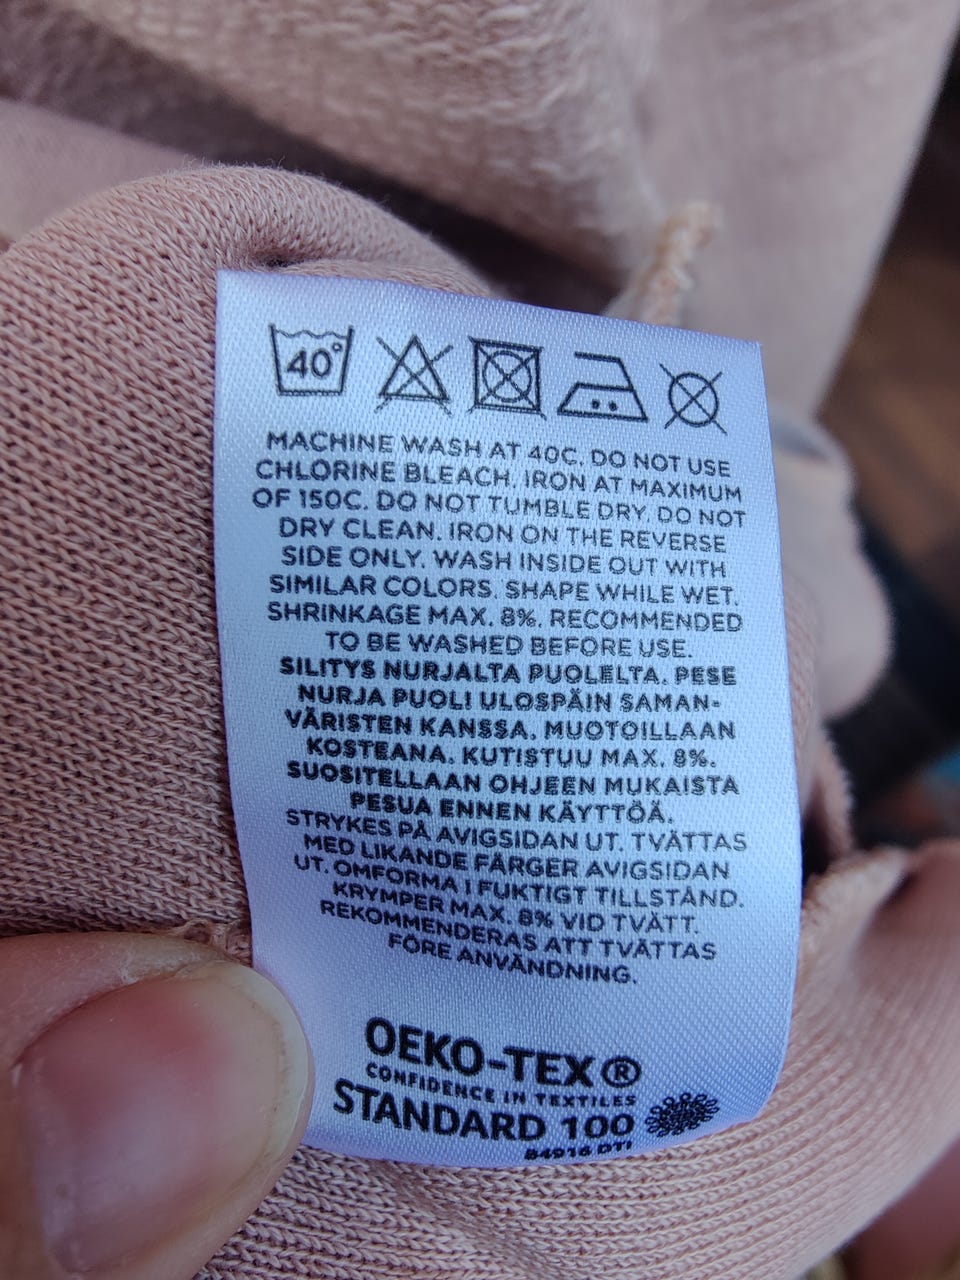 40°
MACHINE WASH AT 40C. DO NOT USE
CHLORINE BLEACH. IRON AT MAXIMUM
OF 150C. DO NOT TUMBLE DRY. DO NOT
DRY CLEAN. IRON ON THE REVERSE
SIDE ONLY. WASH INSIDE OUT WITH
SIMILAR COLORS. SHAPE WHILE WET.
SHRINKAGE MAX. 8%. RECOMMENDED
TO BE WASHED BEFORE USE.
SILITYS NURJALTA PUOLELTA. PESE
NURJA PUOLI ULOSPÄIN SAMAN-
VÄRISTEN KANSSA. MUOTOILLAAN
KOSTEANA. KUTISTUU MAX. 8%.
SUOSITELLAAN OHJEEN MUKAISTA
PESUA ENNEN KÄYTTÖÄ.
STRYKES PÅ AVIGSIDAN UT. TVÄTTAS
MED LIKANDE FÄRGER AVIGSIDAN
UT. OMFORMA I FUKTIGT TILLSTÅND.
KRYMPER MAX. 8% VID TVÄTT.
REKOMMENDERAS ATT TVÄTTAS
FÖRE ANVÄNDNING.
OEKO-TEX®
CONFIDENCE IN TEXTILES
STANDARD 100
84916 DTI